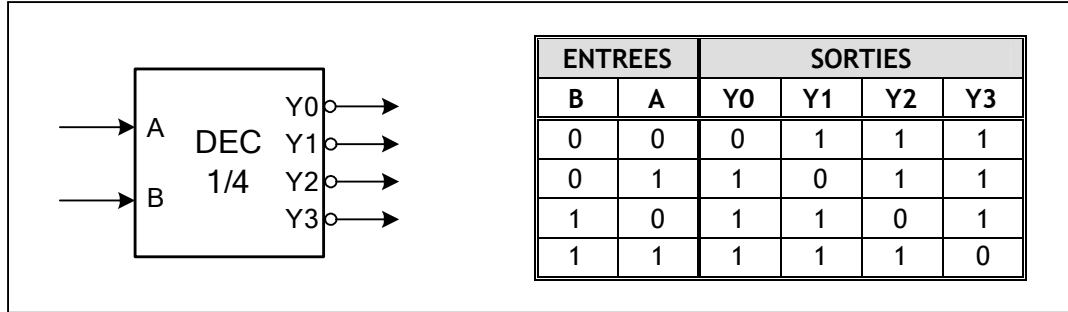 A
B
DEC
1/4
Y0
Y1
Y2
Y3
ENTREES SORTIES
B A Y0 Y1 Y2 Y3
0 0 0 1 1 1
0 1 1 0 1 1
1 0 1 1 0 1
1 1 1 1 1 0